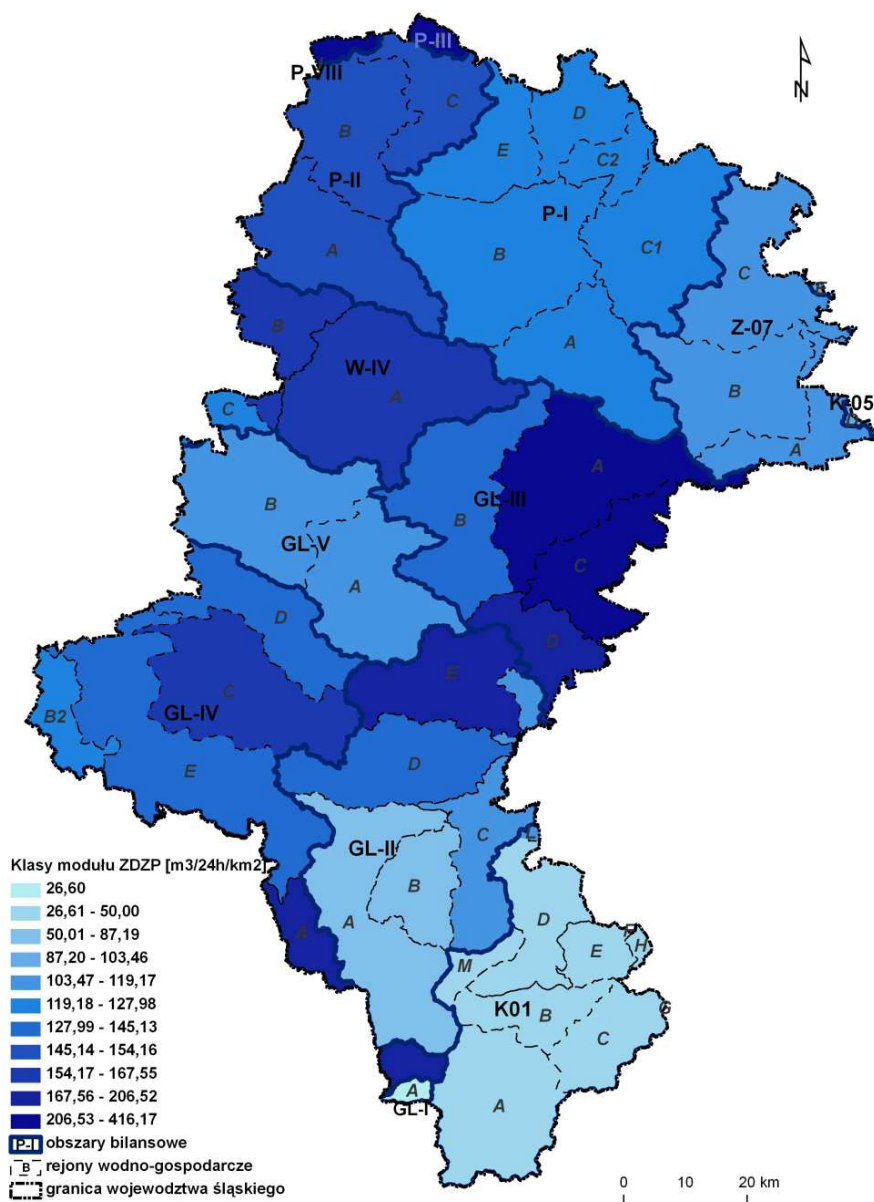 P-III
P-VIII
N
C
D
B
E
C2
P-II
P-I
A
B
C1
C
E
B
A
Z-07
W-IV
A
B
K-05
C
A
A
B
GL-III
B
GL-V
C
A
D
D
E
C
B2
GL-IV
D
E
GL-II
C
L
Klasy modułu ZDZP [m3/24h/km2]
26,60
26,61 - 50,00
50,01 - 87,19
87,20 - 103,46
103,47 - 119,17
119,18 - 127,98
127,99 - 145,13
145,14 - 154,16
154,17 - 167,55
167,56 - 206,52
206,53 - 416,17
P-II obszary bilansowe
B rejony wodno-gospodarcze
granica wojewodztwa śląskiego
B
A
A
D
E
H
M
K01
B
G
C
A
A
GL-I
0 10 20 km